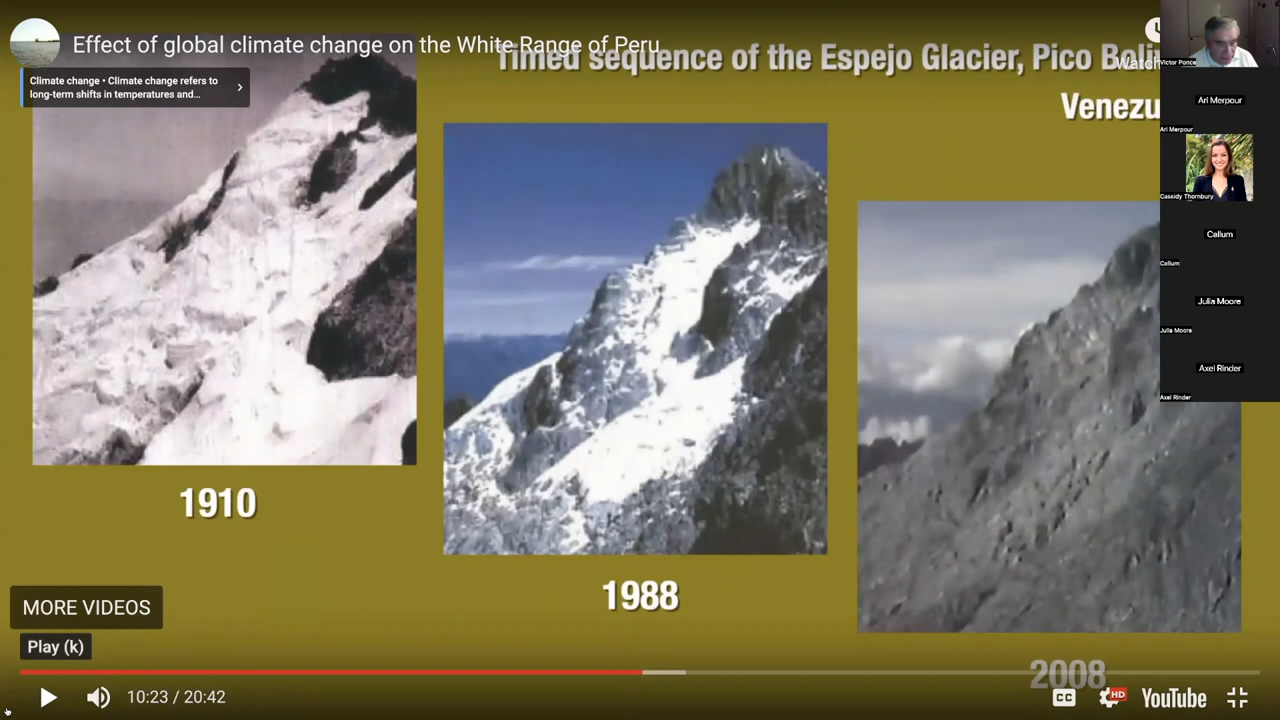 Effect of global climate change on the White Range of Peru
Timed sequence of the Espejo Glacier, Pico Boli
Watch
Venezu
Climate change • Climate change refers to
long-term shifts in temperatures and...
1910
1988
2008
MORE VIDEOS
Play (k)
10:23 / 20:42
CC
HD
YouTube
Victor Ponce
Ari Merpour
Ari Merpour
Cassidy Thornbury
Callum
Callum
Julia Moore
Julia Moore
Axel Rinder
Axel Rinder